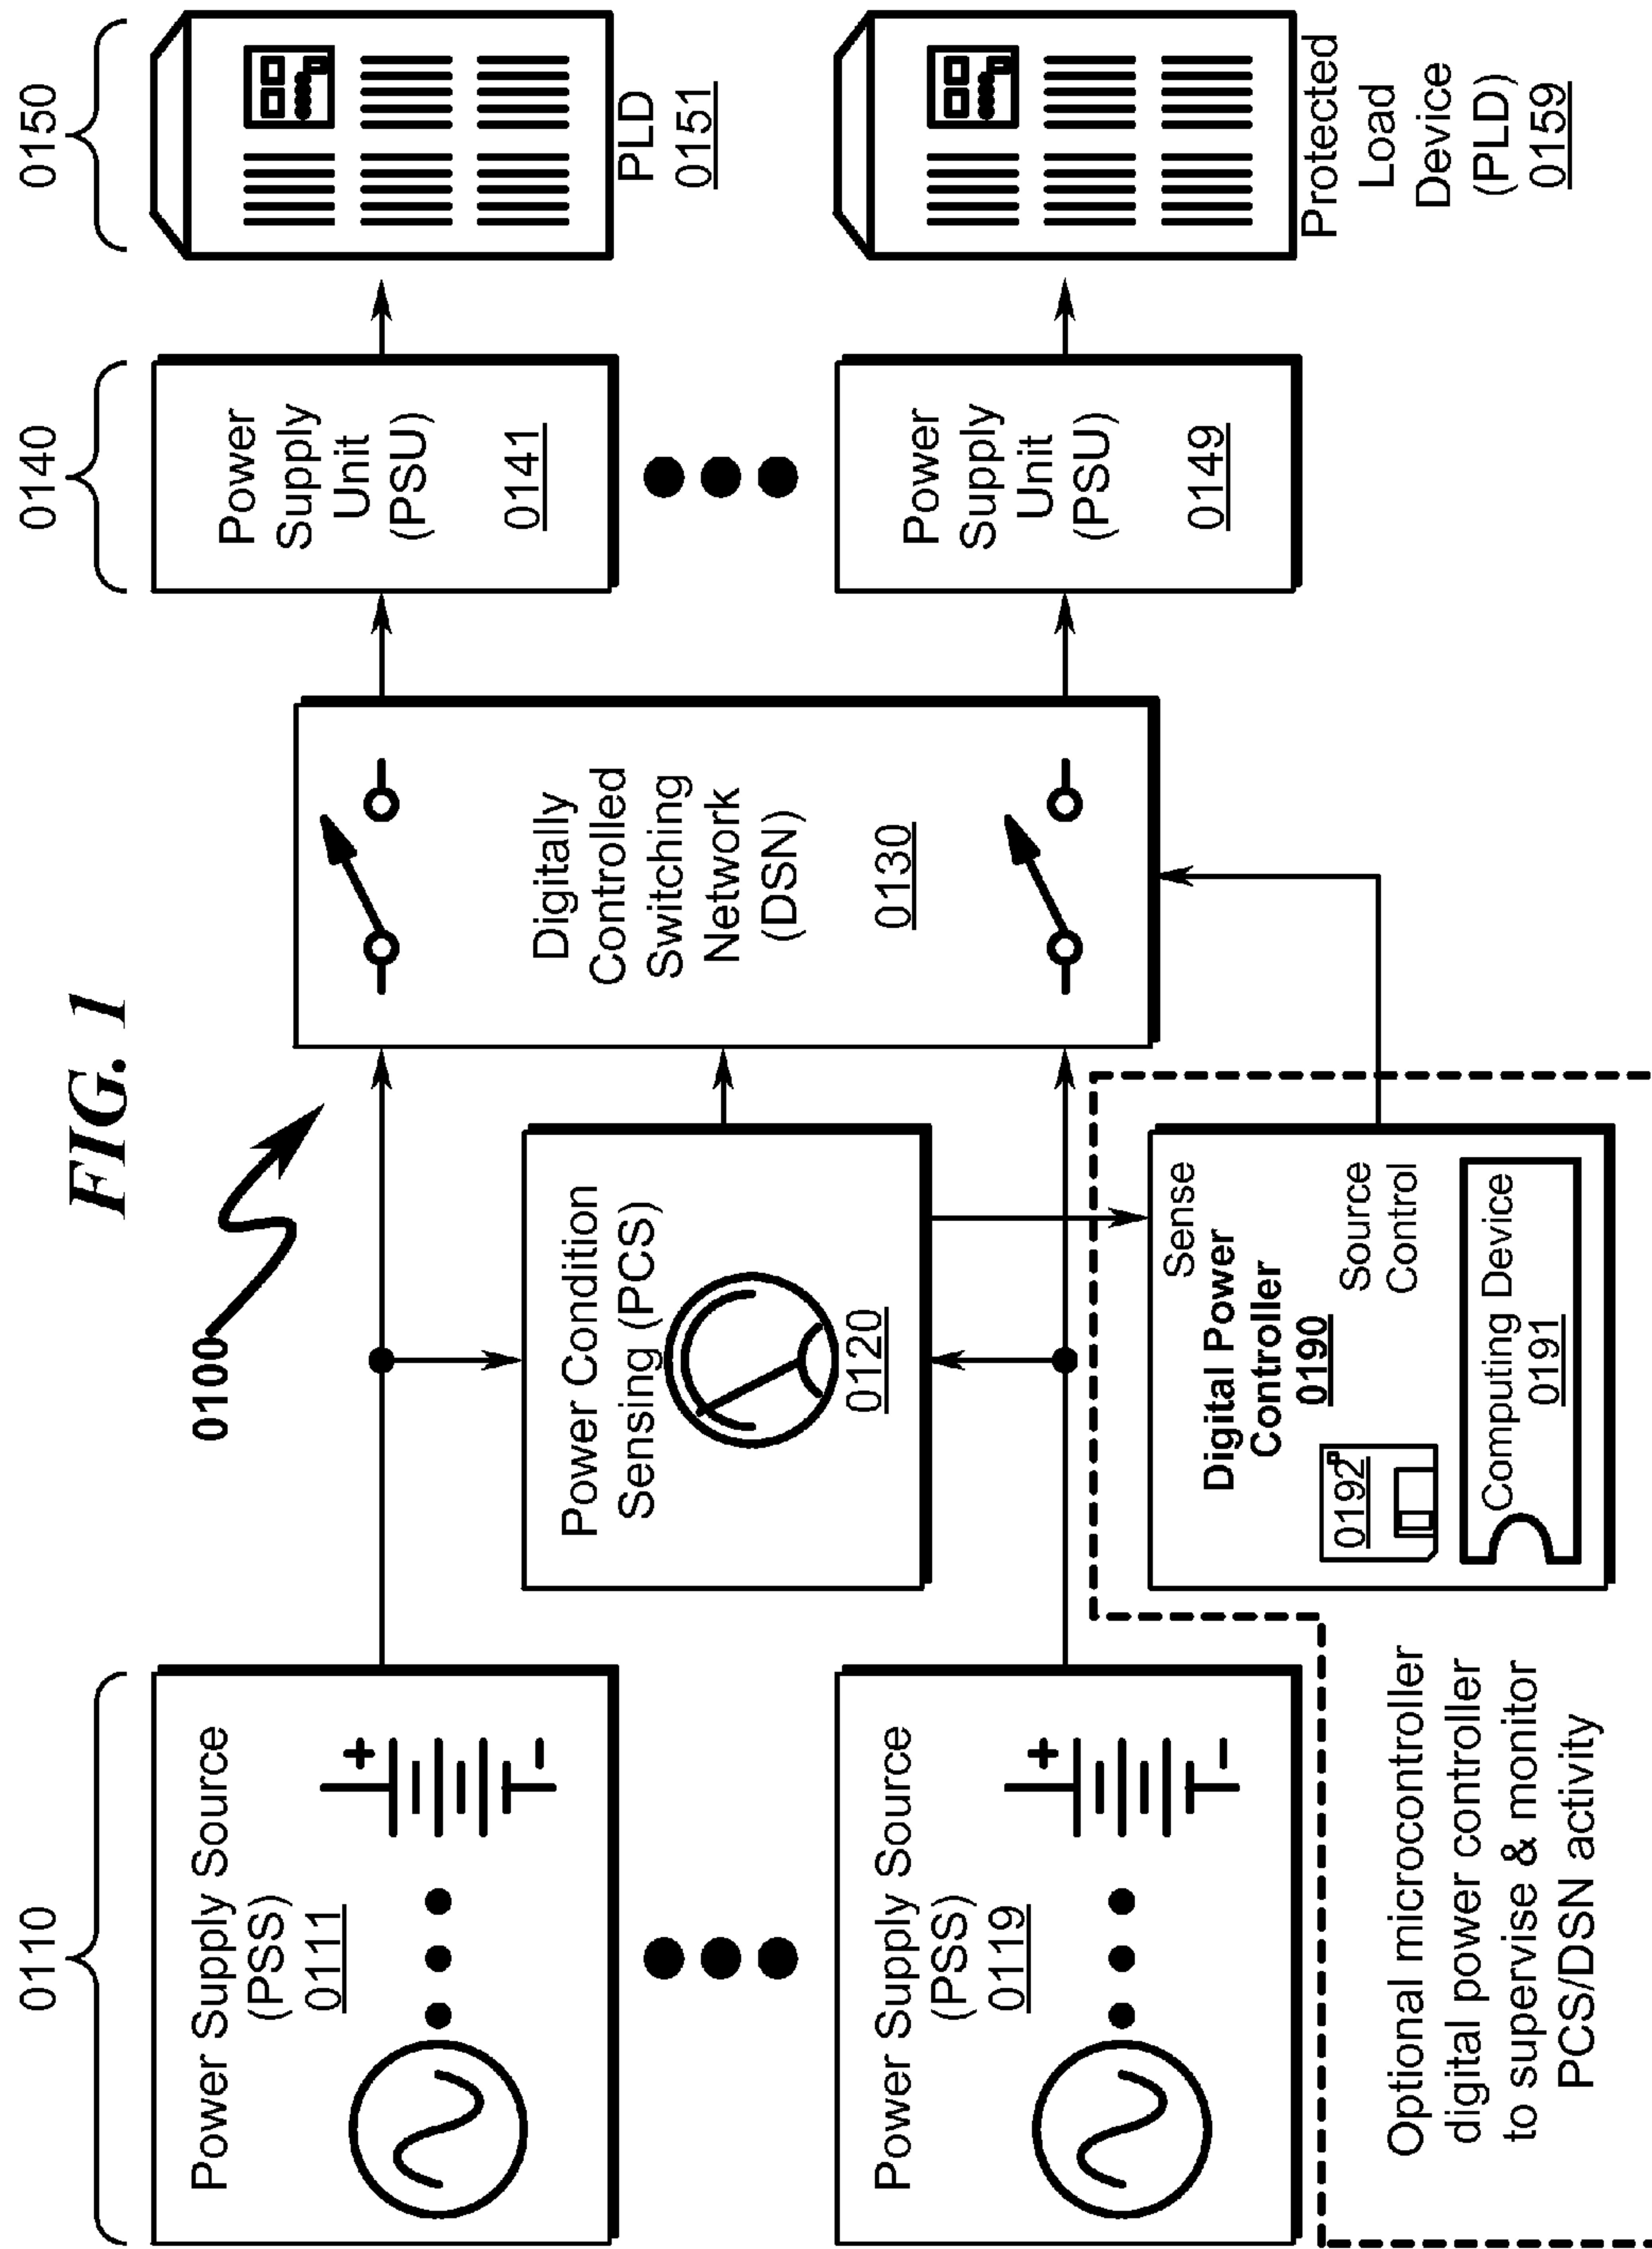 FIG. 1
0100
0110
Power Supply Source
(PSS)
0111
+
-
Power Supply Source
(PSS)
0119
+
-
Power Condition
Sensing (PCS)
0120
Digitally
Controlled
Switching
Network
(DSN)
0130
0140
Power
Supply
Unit
(PSU)
0141
Power
Supply
Unit
(PSU)
0149
0150
PLD
0151
Protected
Load
Device
(PLD)
0159
Optional microcontroller
digital power controller
to supervise & monitor
PCS/DSN activity
Sense
Digital Power
Controller
0190
0192
Source
Control
Computing Device
0191